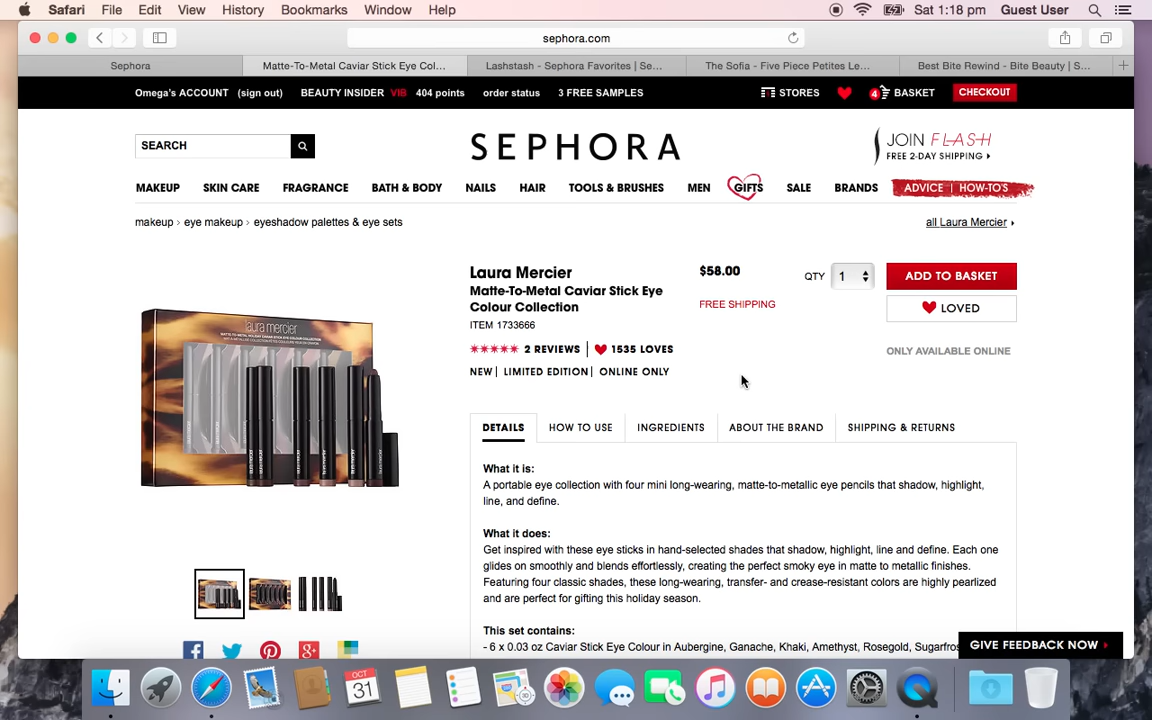 Safari File Edit View History Bookmarks Window Help Sat 1:18 pm Guest User
sephora.com
Sephora Matte-To-Metal Caviar Stick Eye Col... Lashstash - Sephora Favorites | Se... The Sofia - Five Piece Petites Le... Best Bite Rewind - Bite Beauty | S...
Omega's ACCOUNT (sign out) BEAUTY INSIDER VIB 404 points order status 3 FREE SAMPLES STORES 4 BASKET CHECKOUT
SEARCH SEPHORA JOIN FLASH
FREE 2-DAY SHIPPING
MAKEUP SKIN CARE FRAGRANCE BATH & BODY NAILS HAIR TOOLS & BRUSHES MEN GIFTS SALE BRANDS ADVICE | HOW-TO'S
makeup › eye makeup › eyeshadow palettes & eye sets all Laura Mercier
Laura Mercier $58.00 QTY 1 ADD TO BASKET
Matte-To-Metal Caviar Stick Eye
Colour Collection FREE SHIPPING LOVED
ITEM 1733666
2 REVIEWS | 1535 LOVES ONLY AVAILABLE ONLINE
NEW | LIMITED EDITION | ONLINE ONLY
laura mercier
DETAILS HOW TO USE INGREDIENTS ABOUT THE BRAND SHIPPING & RETURNS
What it is:
A portable eye collection with four mini long-wearing, matte-to-metallic eye pencils that shadow, highlight,
line, and define.
What it does:
Get inspired with these eye sticks in hand-selected shades that shadow, highlight, line and define. Each one
glides on smoothly and blends effortlessly, creating the perfect smoky eye in matte to metallic finishes.
Featuring four classic shades, these long-wearing, transfer- and crease-resistant colors are highly pearlized
and are perfect for gifting this holiday season.
This set contains:
- 6 x 0.03 oz Caviar Stick Eye Colour in Aubergine, Ganache, Khaki, Amethyst, Rosegold, Sugarfros
GIVE FEEDBACK NOW
OCT
31